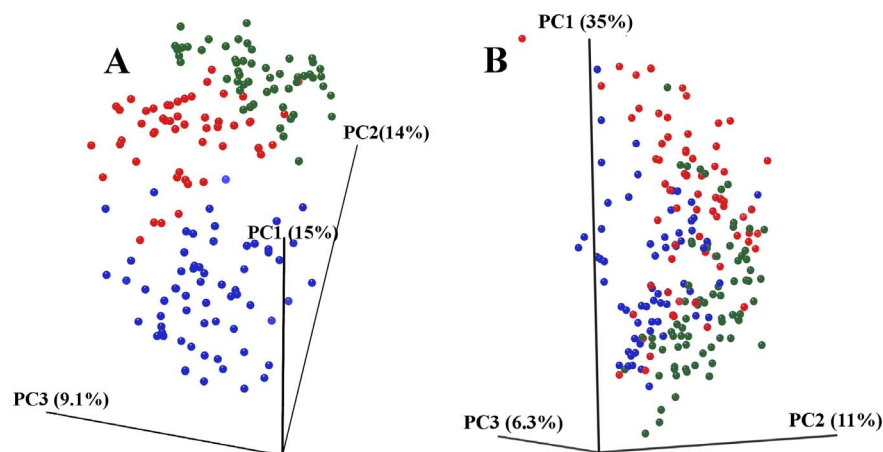 A
PC2(14%)
PC1 (15%)
PC3 (9.1%)
PC1 (35%)
B
PC3 (6.3%)
PC2 (11%)